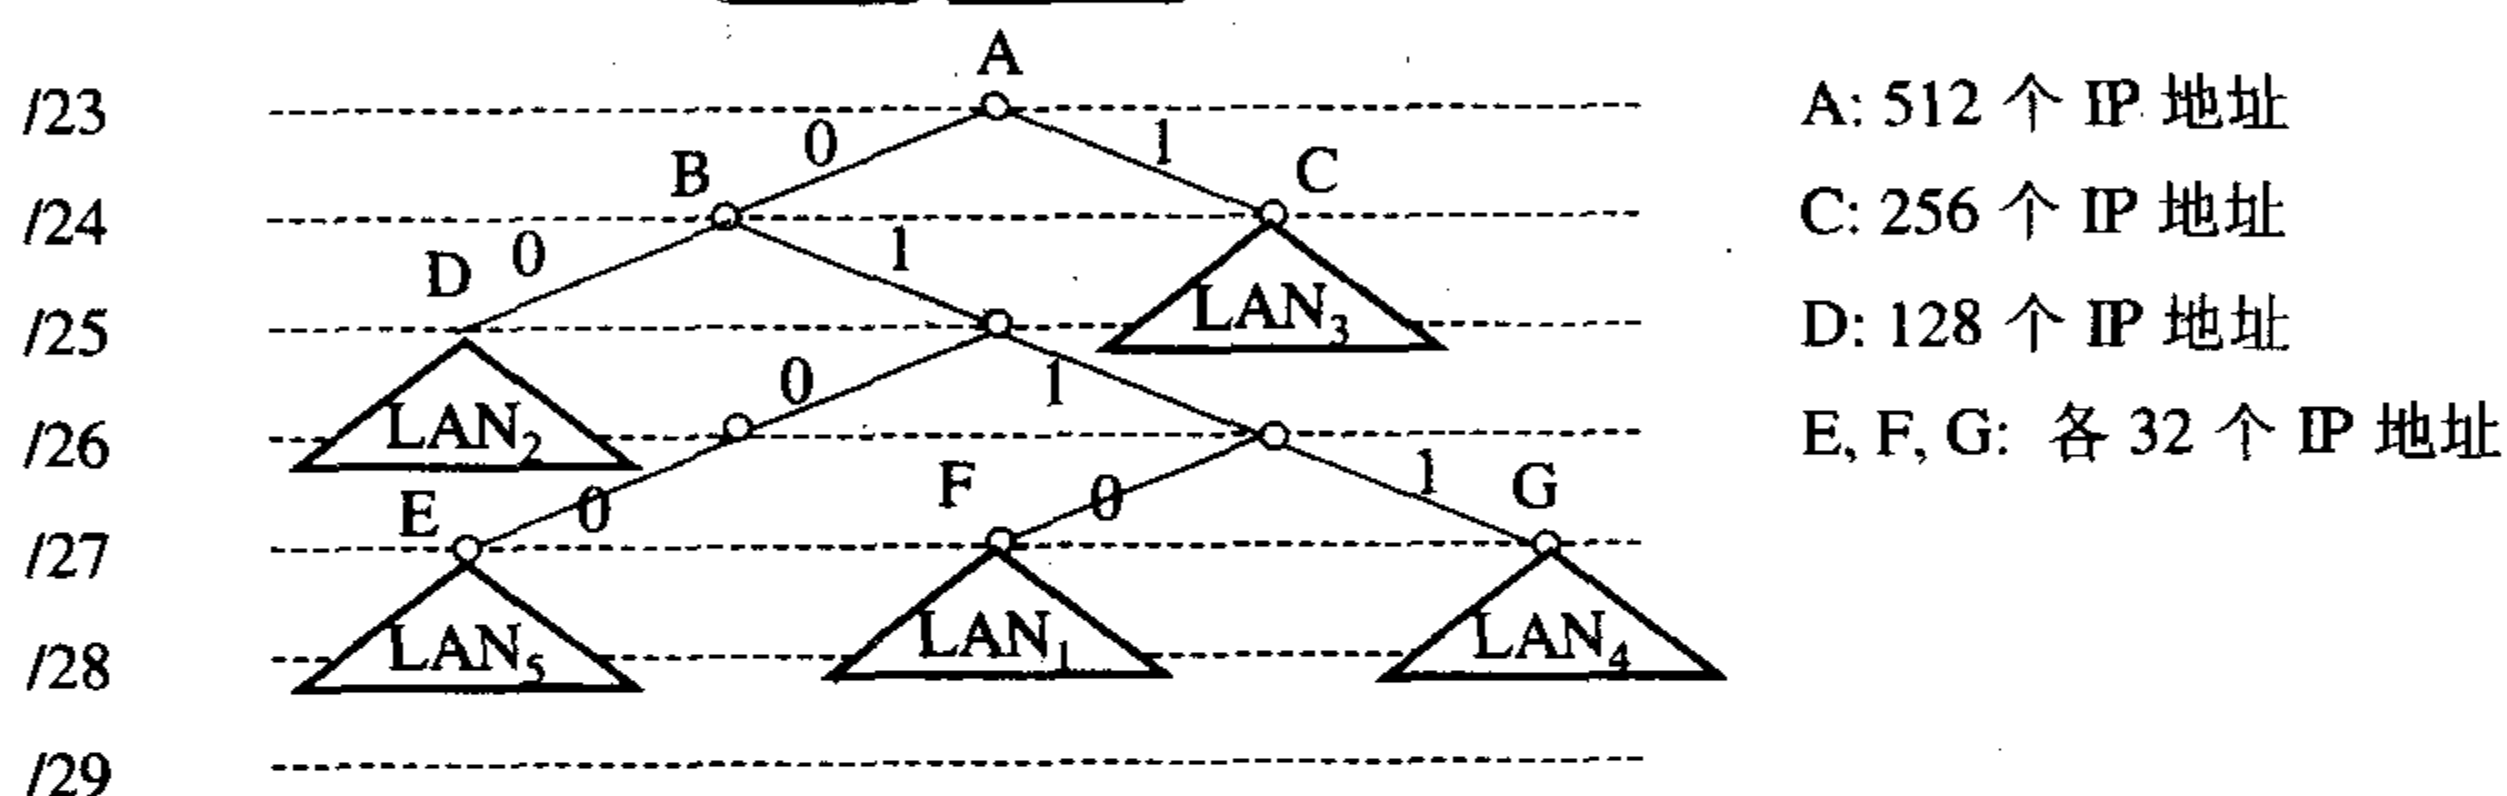 A
/23 A: 512 个 IP 地址
0 1
B C
/24 C: 256 个 IP 地址
D 0 1
/25 LAN3 D: 128 个 IP 地址
0 1
/26 LAN2 E, F, G: 各 32 个 IP 地址
E 0 F 0 1 G
/27
/28 LAN5 LAN1 LAN4
/29